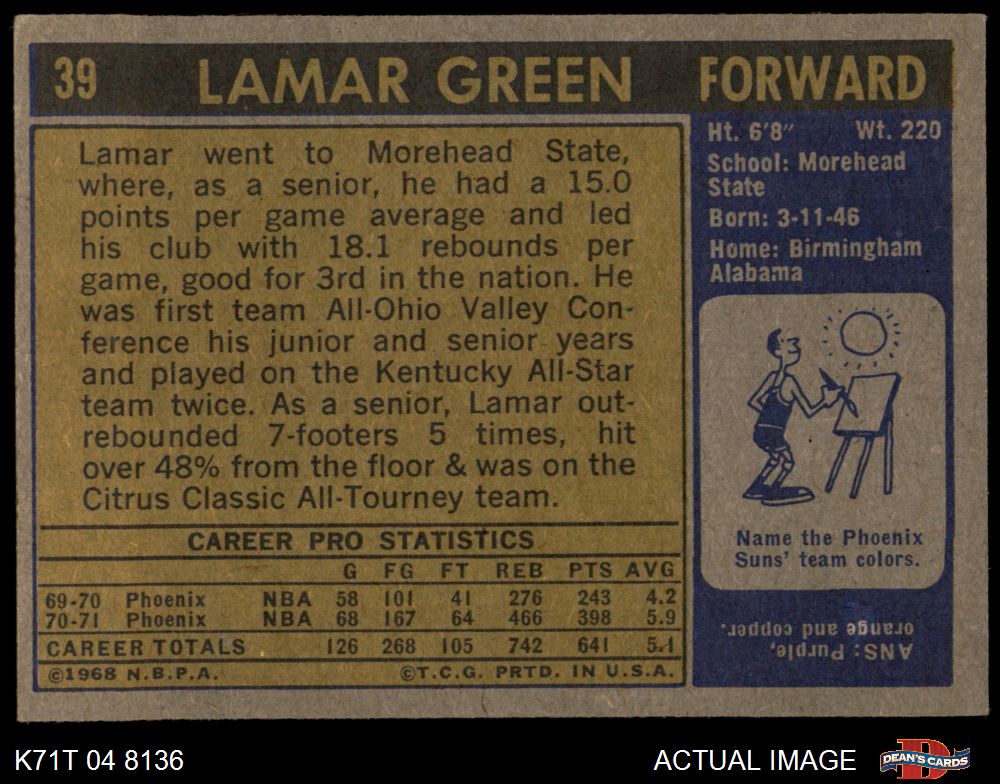 39 LAMAR GREEN FORWARD
Lamar went to Morehead State,
where, as a senior, he had a 15.0
points per game average and led
his club with 18.1 rebounds per
game, good for 3rd in the nation. He
was first team All-Ohio Valley Con-
ference his junior and senior years
and played on the Kentucky All-Star
team twice. As a senior, Lamar out-
rebounded 7-footers 5 times, hit
over 48% from the floor & was on the
Citrus Classic All-Tourney team.
CAREER PRO STATISTICS
G FG FT REB PTS AVG
69-70 Phoenix NBA 58 101 41 276 243 4.2
70-71 Phoenix NBA 68 167 64 466 398 5.9
CAREER TOTALS 126 268 105 742 641 5.1
©1968 N.B.P.A. ©T.C.G. PRTD. IN U.S.A.
Ht. 6'8" Wt. 220
School: Morehead
State
Born: 3-11-46
Home: Birmingham
Alabama
Name the Phoenix
Suns' team colors.
ANS: Purple,
orange and copper.
K71T 04 8136 ACTUAL IMAGE
D
DEAN'S CARDS